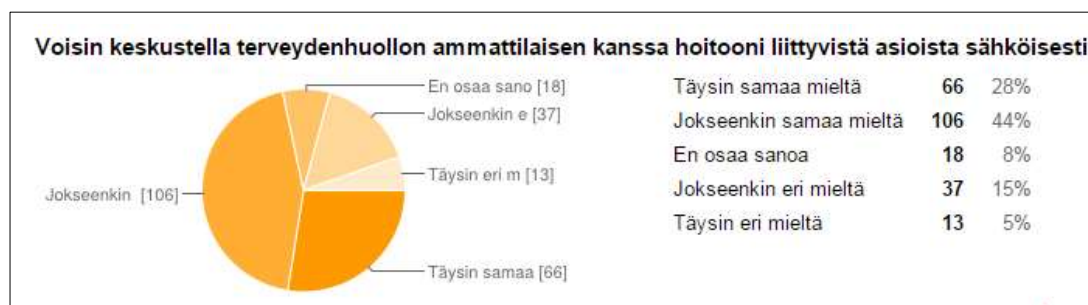 Voisin keskustella terveydenhuollon ammattilaisen kanssa hoitooni liittyvistä asioista sähköisesti
En osaa sano [18]
Jokseenkin e [37]
Täysin eri m [13]
Jokseenkin [106]
Täysin samaa [66]
Täysin samaa mieltä 66 28%
Jokseenkin samaa mieltä 106 44%
En osaa sanoa 18 8%
Jokseenkin eri mieltä 37 15%
Täysin eri mieltä 13 5%